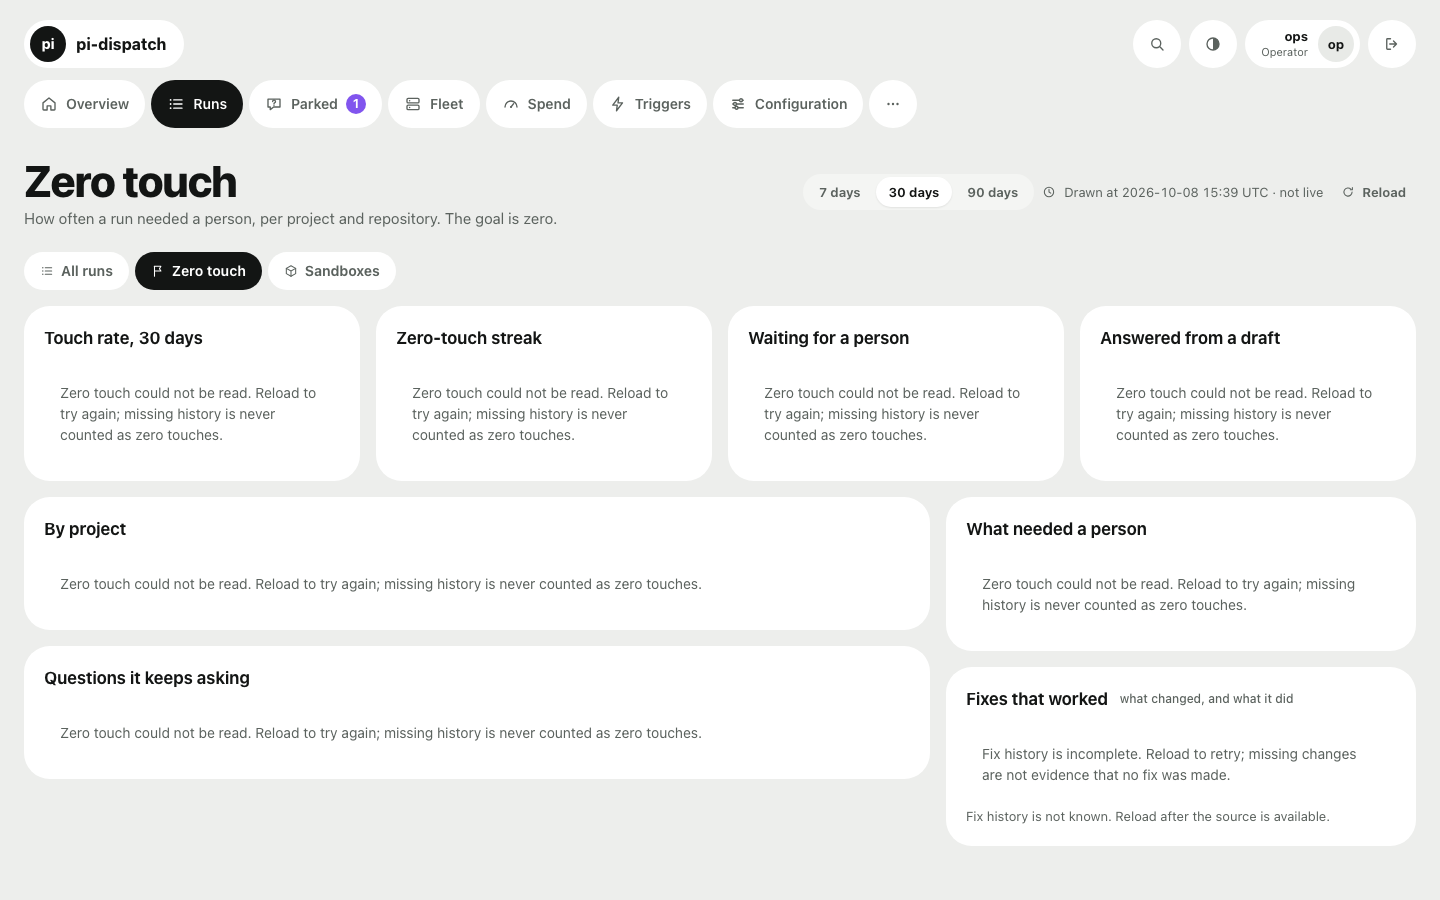 pi pi-dispatch
ops
Operator
op
Overview Runs Parked 1 Fleet Spend Triggers Configuration ...
Zero touch
How often a run needed a person, per project and repository. The goal is zero.
7 days 30 days 90 days Drawn at 2026-10-08 15:39 UTC · not live Reload
All runs Zero touch Sandboxes
Touch rate, 30 days
Zero touch could not be read. Reload to
try again; missing history is never
counted as zero touches.
Zero-touch streak
Zero touch could not be read. Reload to
try again; missing history is never
counted as zero touches.
Waiting for a person
Zero touch could not be read. Reload to
try again; missing history is never
counted as zero touches.
Answered from a draft
Zero touch could not be read. Reload to
try again; missing history is never
counted as zero touches.
By project
Zero touch could not be read. Reload to try again; missing history is never counted as zero touches.
What needed a person
Zero touch could not be read. Reload to try again; missing
history is never counted as zero touches.
Questions it keeps asking
Zero touch could not be read. Reload to try again; missing history is never counted as zero touches.
Fixes that worked what changed, and what it did
Fix history is incomplete. Reload to retry; missing changes
are not evidence that no fix was made.
Fix history is not known. Reload after the source is available.